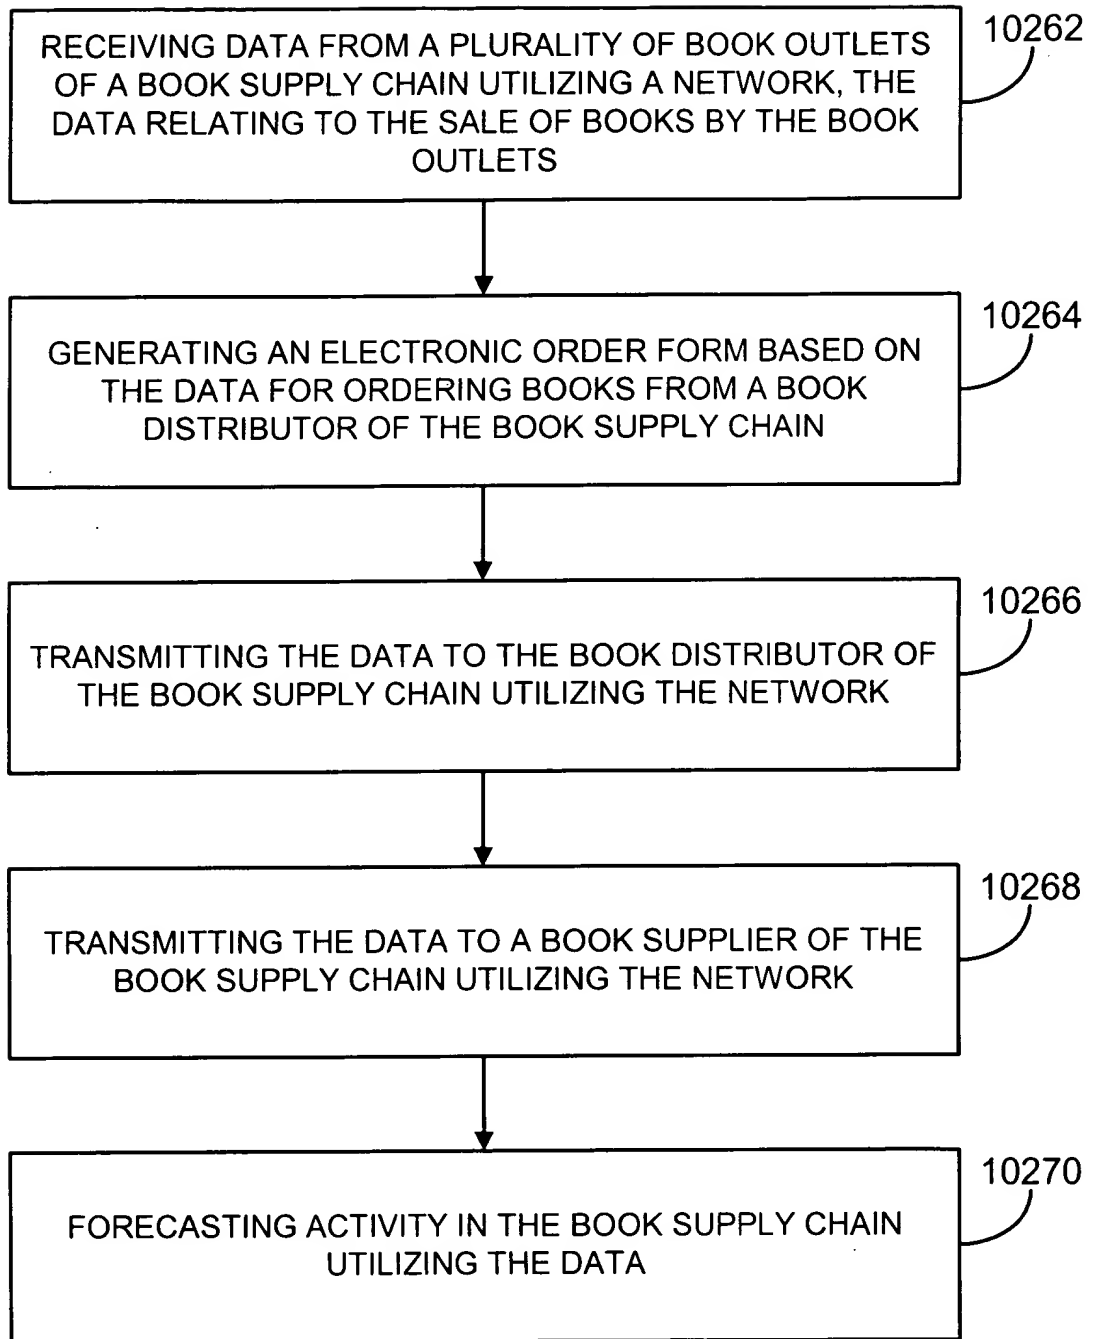 RECEIVING DATA FROM A PLURALITY OF BOOK OUTLETS
OF A BOOK SUPPLY CHAIN UTILIZING A NETWORK, THE
DATA RELATING TO THE SALE OF BOOKS BY THE BOOK
OUTLETS
10262
GENERATING AN ELECTRONIC ORDER FORM BASED ON
THE DATA FOR ORDERING BOOKS FROM A BOOK
DISTRIBUTOR OF THE BOOK SUPPLY CHAIN
10264
TRANSMITTING THE DATA TO THE BOOK DISTRIBUTOR OF
THE BOOK SUPPLY CHAIN UTILIZING THE NETWORK
10266
TRANSMITTING THE DATA TO A BOOK SUPPLIER OF THE
BOOK SUPPLY CHAIN UTILIZING THE NETWORK
10268
FORECASTING ACTIVITY IN THE BOOK SUPPLY CHAIN
UTILIZING THE DATA
10270